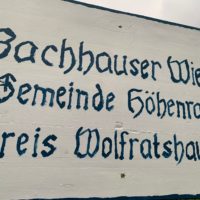 Bachhauser Wie
Gemeinde Höhenra
reis Wolfratshau